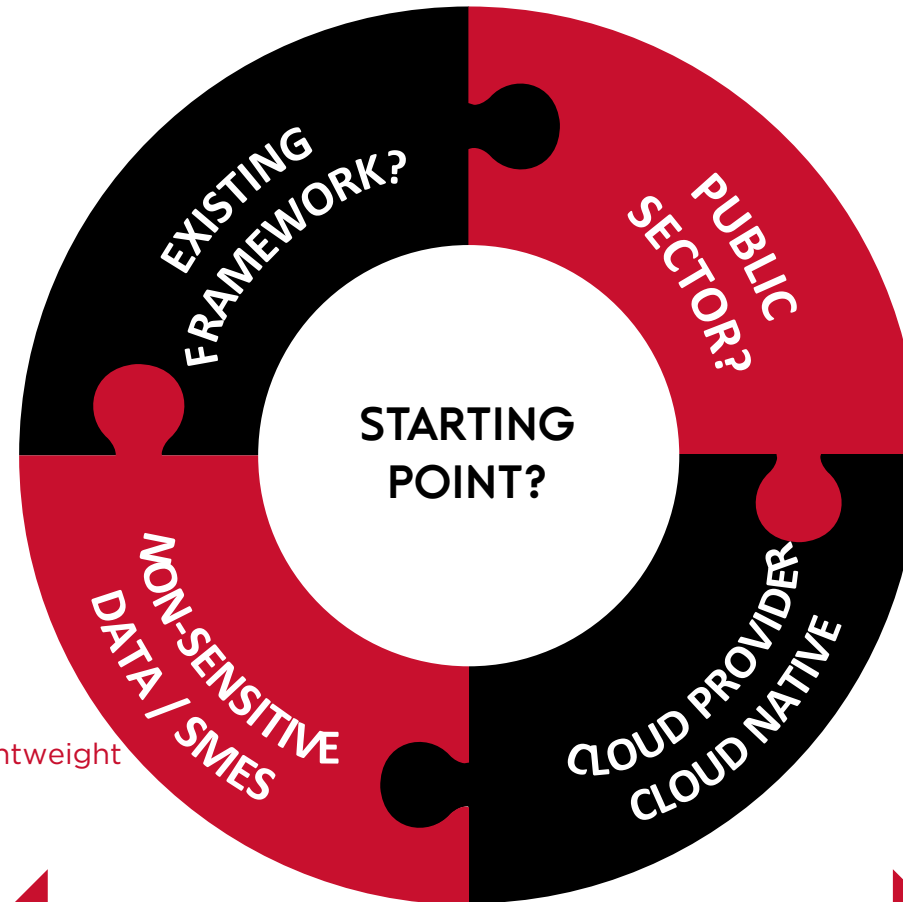 EXISTING
FRAMEWORK?
PUBLIC
SECTOR?
STARTING
POINT?
NON-SENSITIVE
DATA / SMES
CLOUD PROVIDER
CLOUD NATIVE
ntweight